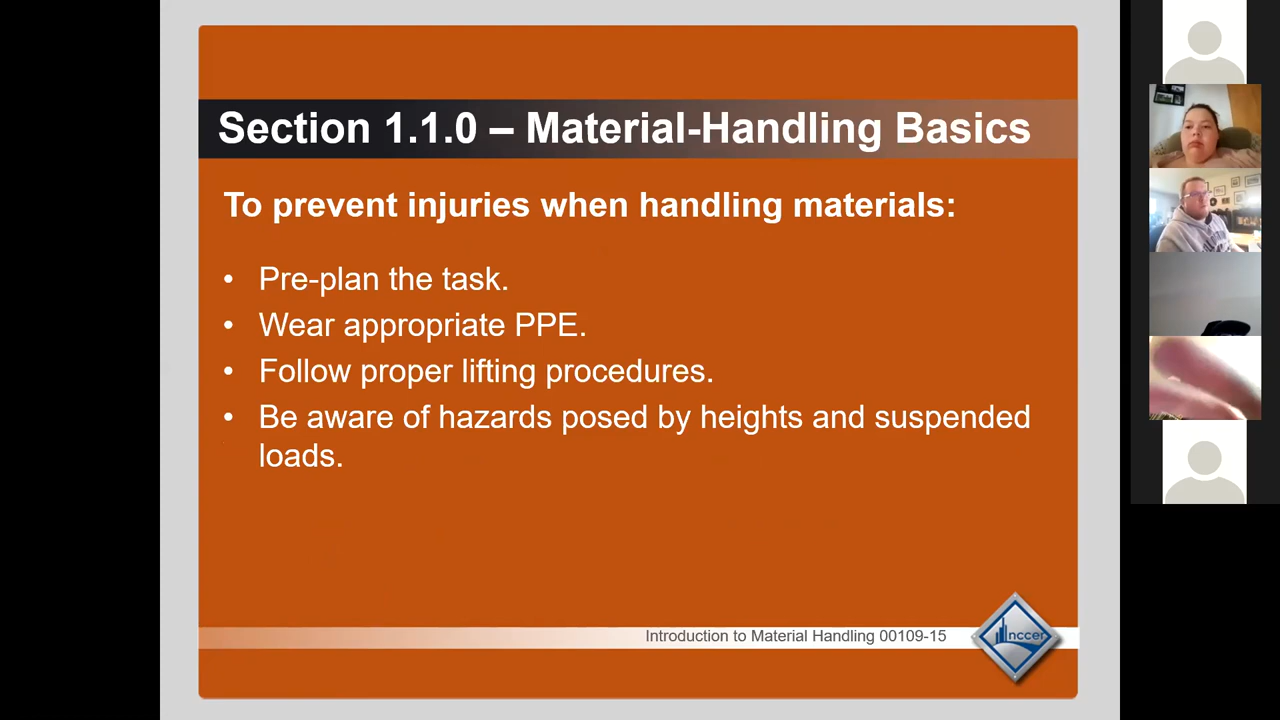 Section 1.1.0 – Material-Handling Basics
To prevent injuries when handling materials:
• Pre-plan the task.
• Wear appropriate PPE.
• Follow proper lifting procedures.
• Be aware of hazards posed by heights and suspended
loads.
Introduction to Material Handling 00109-15
nccer